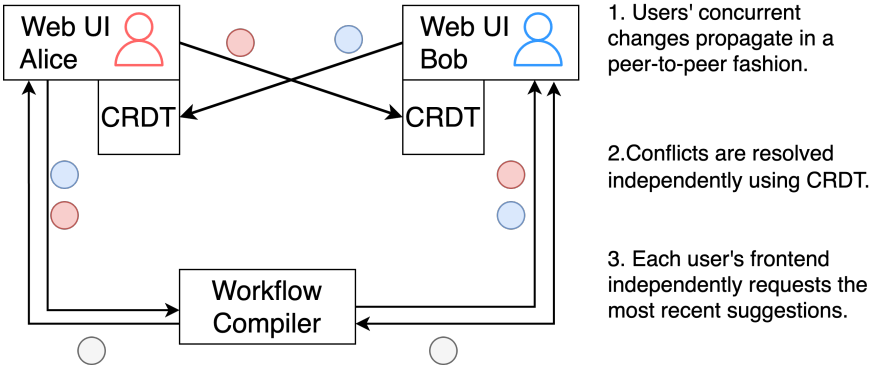 Web UI
Alice
Web UI
Bob
CRDT
CRDT
Workflow
Compiler
1. Users' concurrent
changes propagate in a
peer-to-peer fashion.
2.Conflicts are resolved
independently using CRDT.
3. Each user's frontend
independently requests the
most recent suggestions.